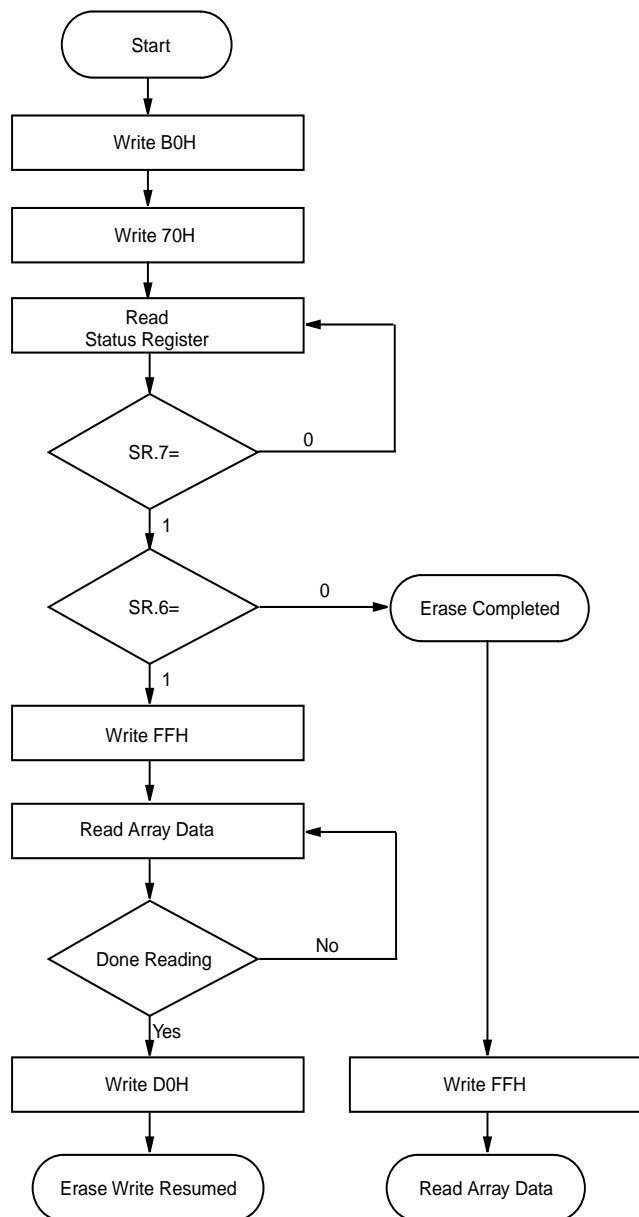 Start
Write B0H
Write 70H
Read
Status Register
SR.7=
0
1
SR.6=
0
Erase Completed
1
Write FFH
Read Array Data
Done Reading
No
Yes
Write D0H
Write FFH
Erase Write Resumed
Read Array Data